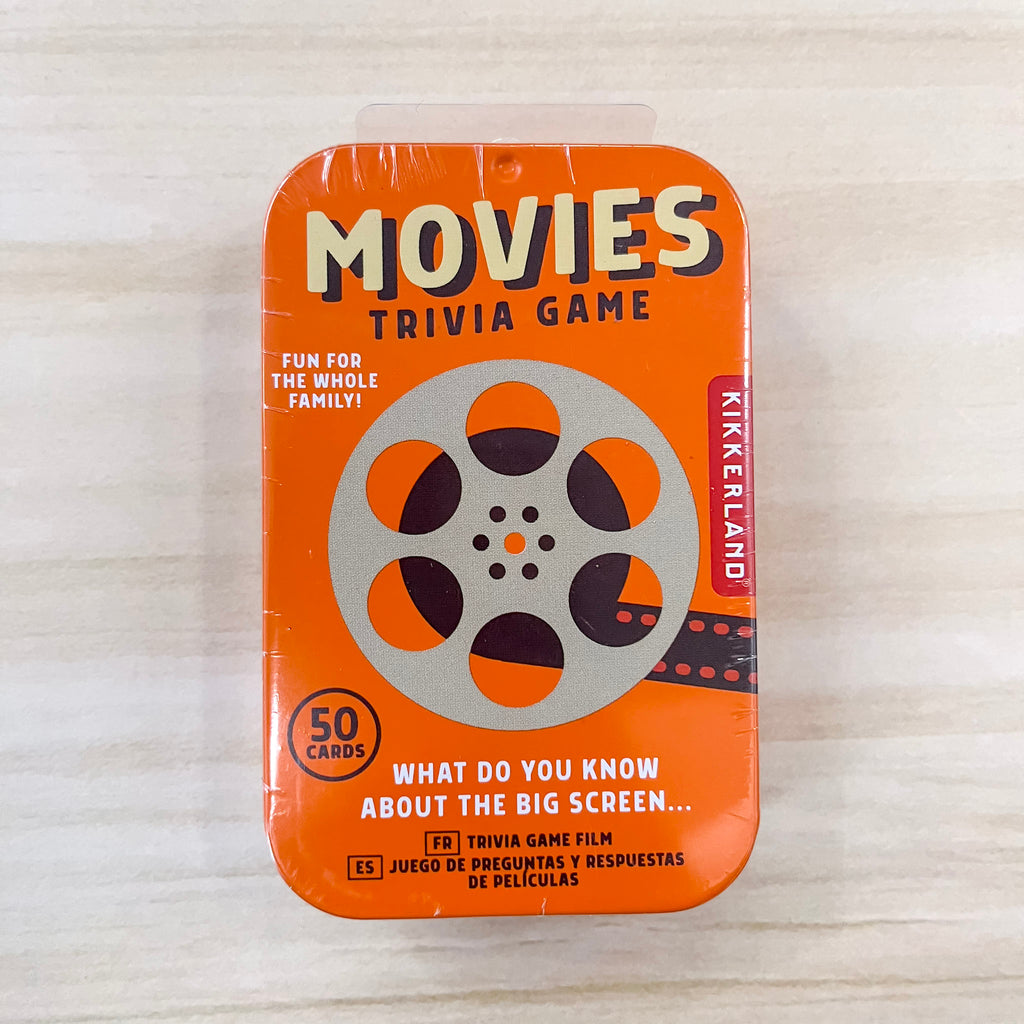 MOVIES
TRIVIA GAME
FUN FOR
THE WHOLE
FAMILY!
KIKKERLAND®
50
CARDS
WHAT DO YOU KNOW
ABOUT THE BIG SCREEN...
FR TRIVIA GAME FILM
ES JUEGO DE PREGUNTAS Y RESPUESTAS
DE PELÍCULAS